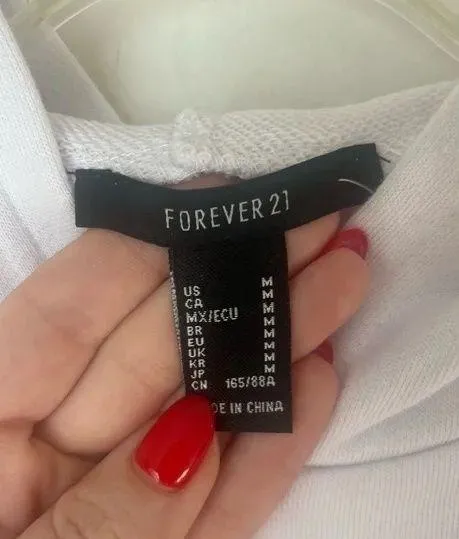 FOREVER 21
US M
CA M
MX/ECU M
BR M
EU M
UK M
KR M
JP M
CN 165/88A
DE IN CHINA